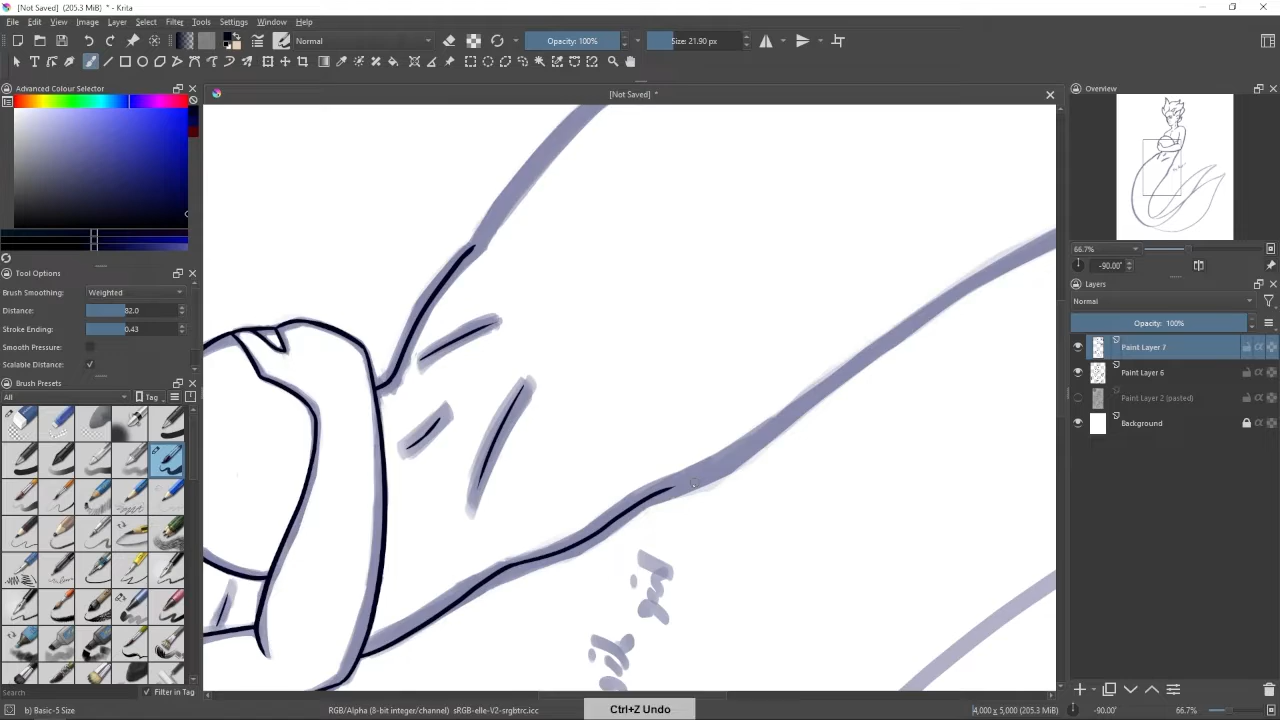 [Not Saved] (205.3 MiB) * - Krita
File Edit View Image Layer Select Filter Tools Settings Window Help
Normal Opacity: 100% Size: 21.90 px
Advanced Colour Selector
[Not Saved] *
Overview
66.7%
-90.00°
Tool Options
Brush Smoothing: Weighted
Distance: 82.0
Stroke Ending: 0.43
Smooth Pressure:
Scalable Distance:
Brush Presets
All Tag
Layers
Normal
Opacity: 100%
Paint Layer 7
Paint Layer 6
Paint Layer 2 (pasted)
Background
Search Filter in Tag
b) Basic-5 Size
RGB/Alpha (8-bit integer/channel) sRGB-elle-V2-srgbtrc.icc
Ctrl+Z Undo
4,000 x 5,000 (205.3 MiB) -90.00° 66.7%